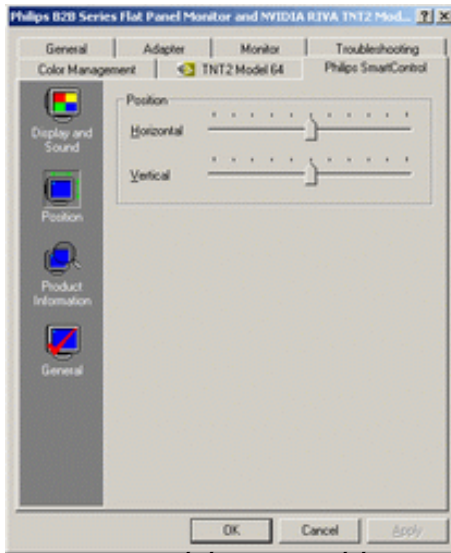 Philips B2B Series Flat Panel Monitor and NVIDIA RIVA TNT2 Mod...
General Adapter Monitor Troubleshooting
Color Management TNT2 Model 64 Philips SmartControl
Display and Sound
Position
Product Information
General
Position
Horizontal
Vertical
OK Cancel Apply